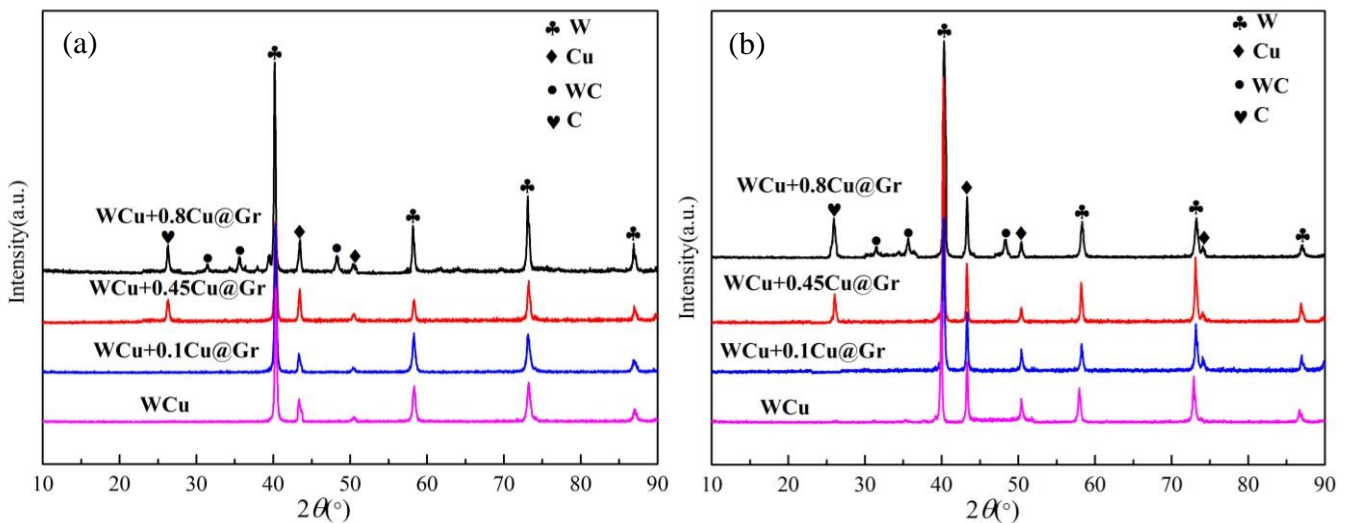 (a)
♣ W
♦ Cu
• WC
♥ C
WCu+0.8Cu@Gr
WCu+0.45Cu@Gr
WCu+0.1Cu@Gr
WCu
Intensity(a.u.)
10 20 30 40 50 60 70 80 90
2θ(°)
(b)
♣ W
♦ Cu
• WC
♥ C
WCu+0.8Cu@Gr
WCu+0.45Cu@Gr
WCu+0.1Cu@Gr
WCu
Intensity(a.u.)
10 20 30 40 50 60 70 80 90
2θ(°)